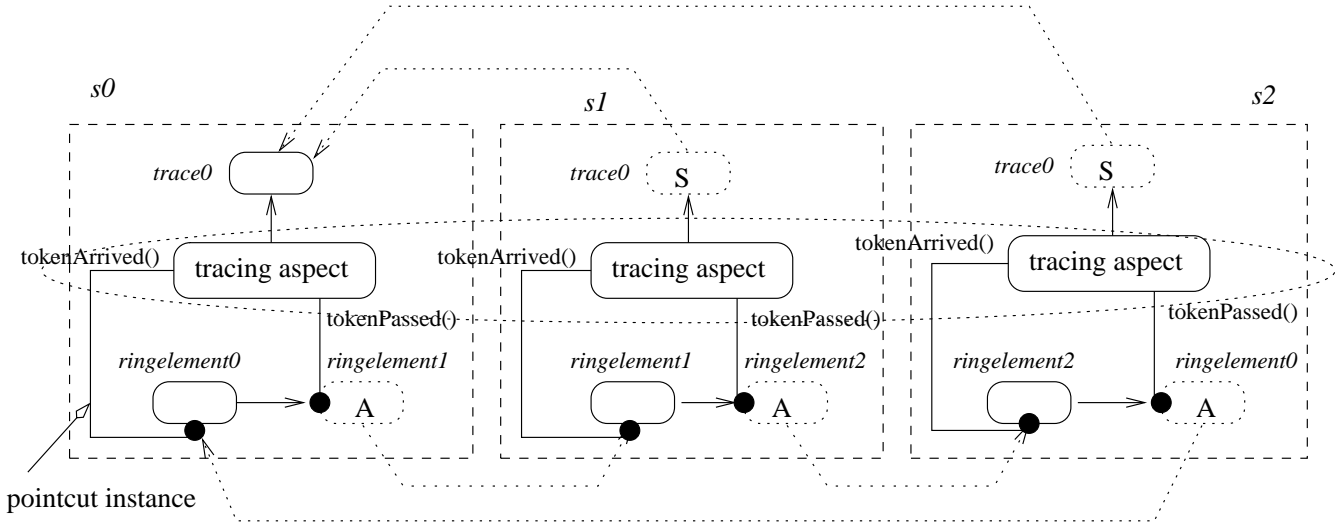 s0
s1
s2
trace0
trace0
S
trace0
S
tokenArrived()
tracing aspect
tokenArrived()
tracing aspect
tokenArrived()
tracing aspect
tokenPassed()
tokenPassed()
tokenPassed()
ringelement0
ringelement1
ringelement1
ringelement2
ringelement2
ringelement0
A
A
A
pointcut instance